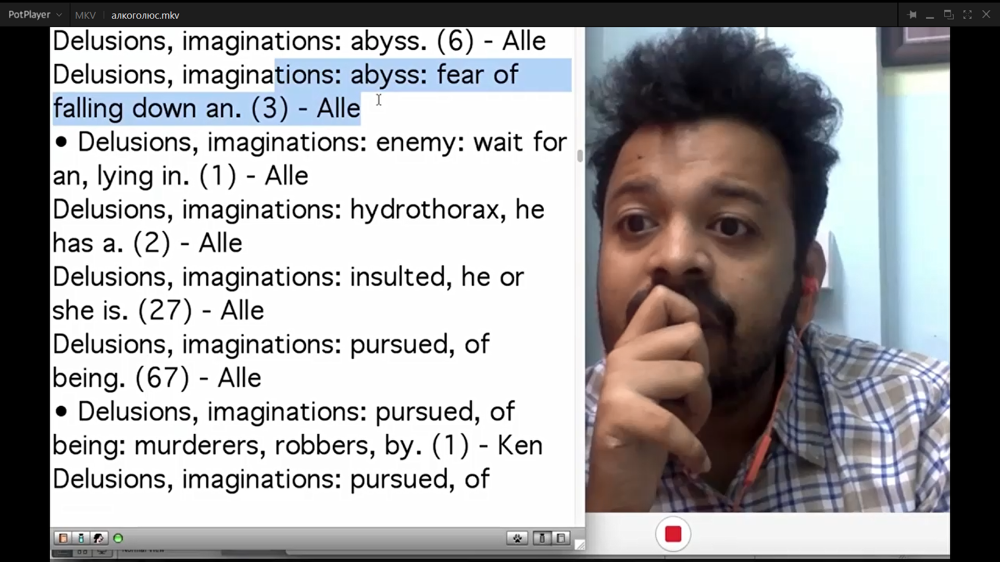 PotPlayer
MKV
алкоголюс.mkv
Delusions, imaginations: abyss. (6) - Alle
Delusions, imaginations: abyss: fear of
falling down an. (3) - Alle
● Delusions, imaginations: enemy: wait for
an, lying in. (1) - Alle
Delusions, imaginations: hydrothorax, he
has a. (2) - Alle
Delusions, imaginations: insulted, he or
she is. (27) - Alle
Delusions, imaginations: pursued, of
being. (67) - Alle
● Delusions, imaginations: pursued, of
being: murderers, robbers, by. (1) - Ken
Delusions, imaginations: pursued, of
Normal View